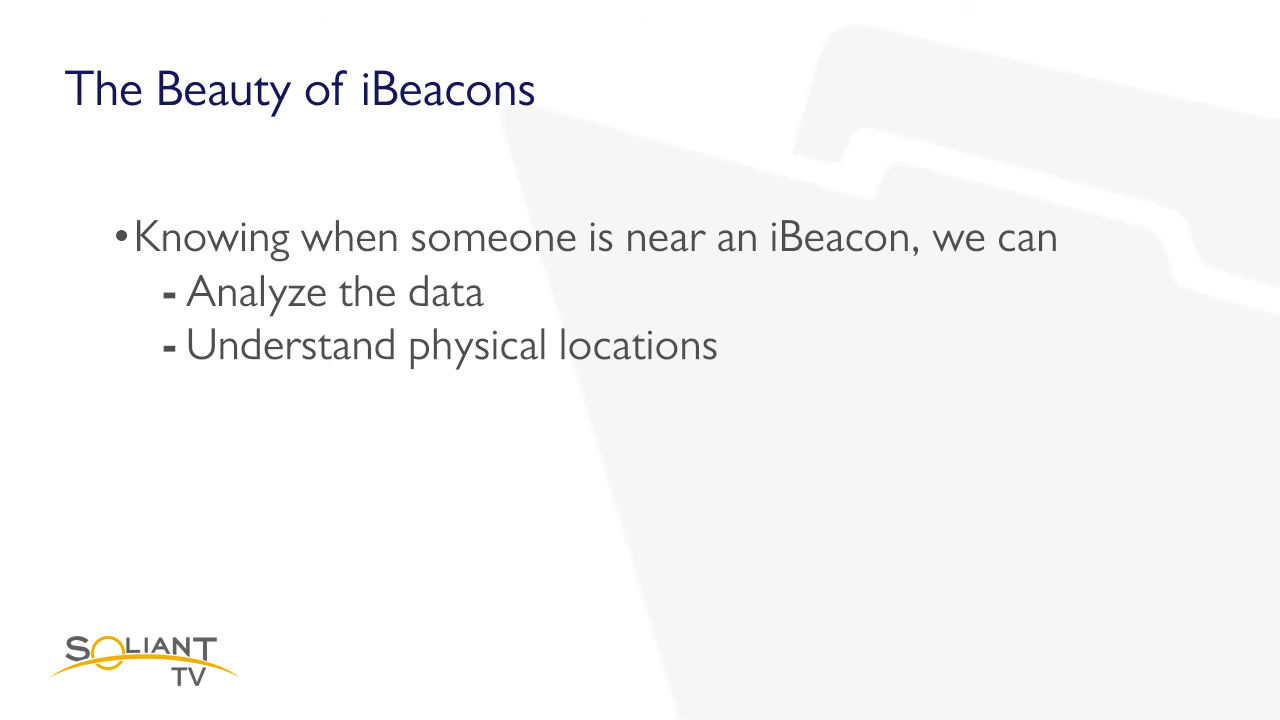 The Beauty of iBeacons
•Knowing when someone is near an iBeacon, we can
- Analyze the data
- Understand physical locations
SOLIANT
TV